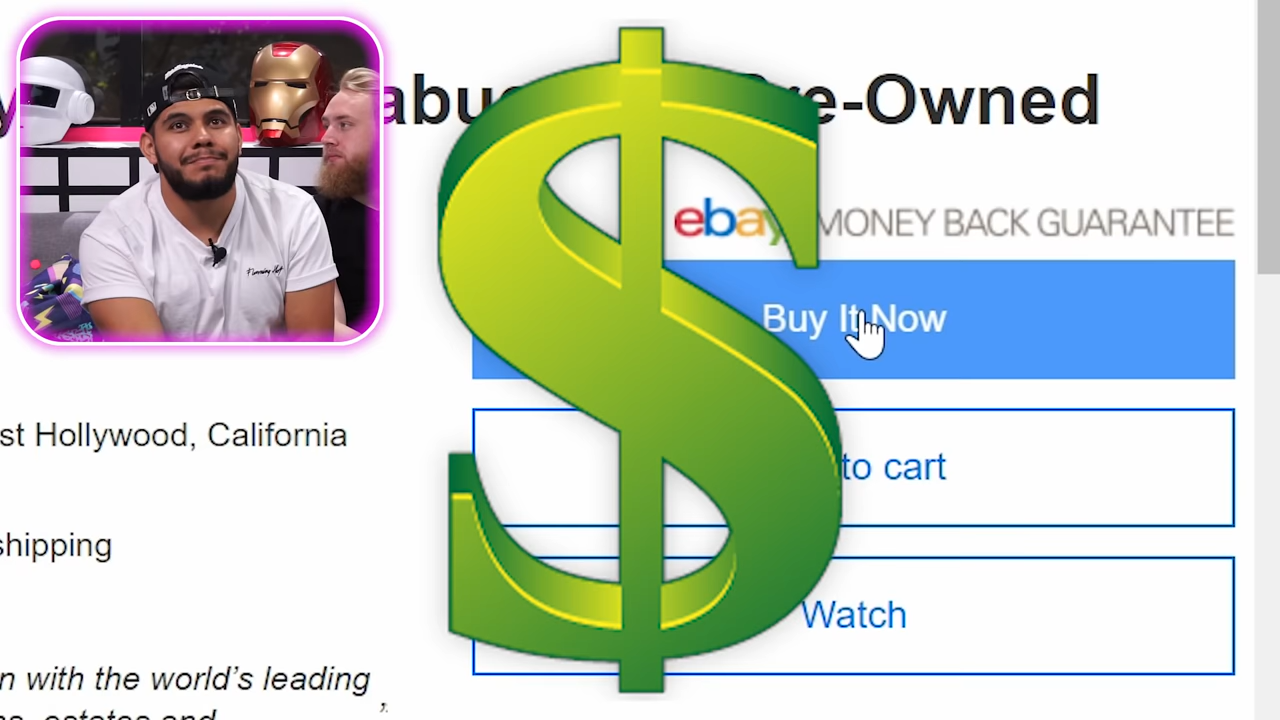 abu
e-Owned
ebay MONEY BACK GUARANTEE
Buy It Now
st Hollywood, California
to cart
shipping
Watch
n with the world’s leading